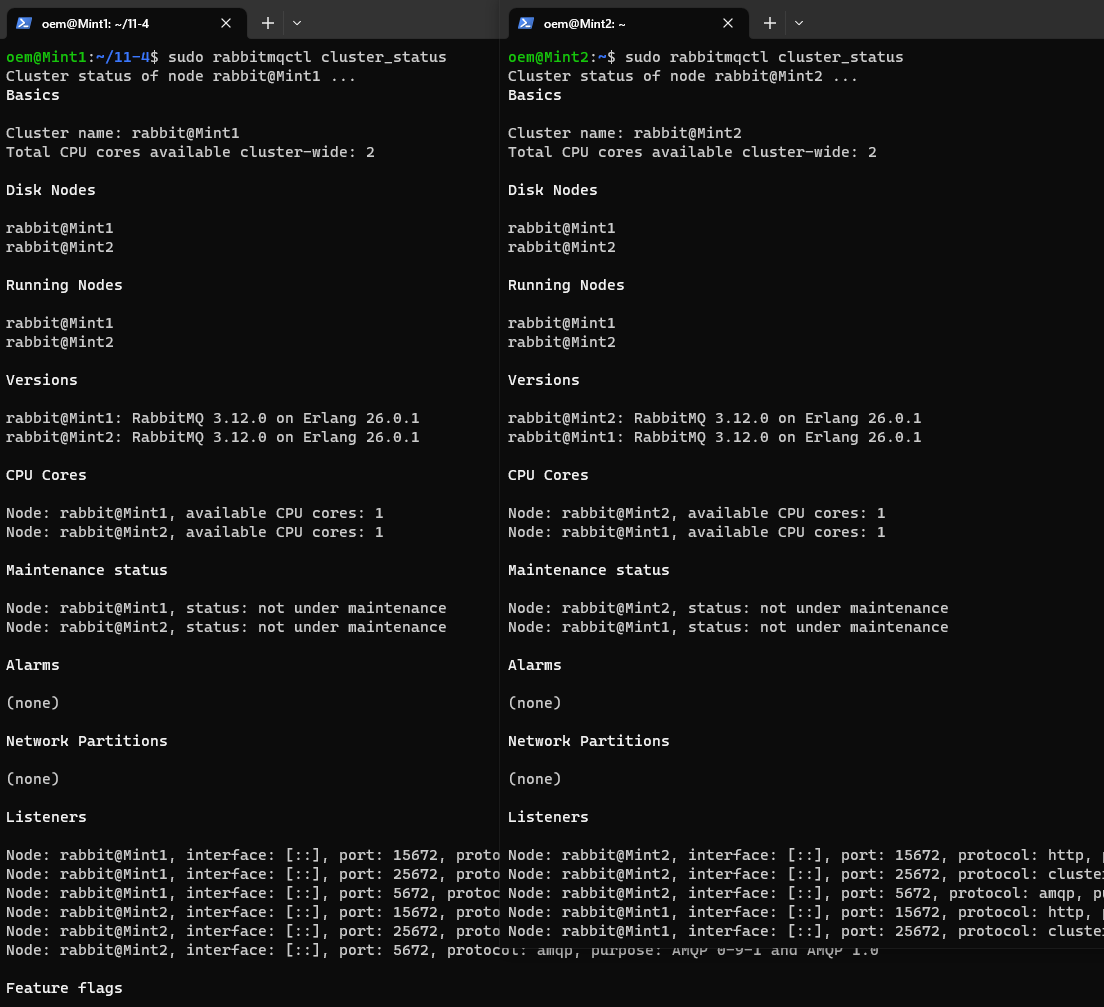 oem@Mint1: ~/11-4
oem@Mint1:~/11-4$ sudo rabbitmqctl cluster_status
Cluster status of node rabbit@Mint1 ...
Basics
Cluster name: rabbit@Mint1
Total CPU cores available cluster-wide: 2
Disk Nodes
rabbit@Mint1
rabbit@Mint2
Running Nodes
rabbit@Mint1
rabbit@Mint2
Versions
rabbit@Mint1: RabbitMQ 3.12.0 on Erlang 26.0.1
rabbit@Mint2: RabbitMQ 3.12.0 on Erlang 26.0.1
CPU Cores
Node: rabbit@Mint1, available CPU cores: 1
Node: rabbit@Mint2, available CPU cores: 1
Maintenance status
Node: rabbit@Mint1, status: not under maintenance
Node: rabbit@Mint2, status: not under maintenance
Alarms
(none)
Network Partitions
(none)
Listeners
Node: rabbit@Mint1, interface: [::], port: 15672, proto
Node: rabbit@Mint1, interface: [::], port: 25672, proto
Node: rabbit@Mint1, interface: [::], port: 5672, protoc
Node: rabbit@Mint2, interface: [::], port: 15672, proto
Node: rabbit@Mint2, interface: [::], port: 25672, proto
Node: rabbit@Mint2, interface: [::], port: 5672, protocol: amqp, purpose: AMQP 0-9-1 and AMQP 1.0
Feature flags
oem@Mint2: ~
oem@Mint2:~$ sudo rabbitmqctl cluster_status
Cluster status of node rabbit@Mint2 ...
Basics
Cluster name: rabbit@Mint2
Total CPU cores available cluster-wide: 2
Disk Nodes
rabbit@Mint1
rabbit@Mint2
Running Nodes
rabbit@Mint1
rabbit@Mint2
Versions
rabbit@Mint2: RabbitMQ 3.12.0 on Erlang 26.0.1
rabbit@Mint1: RabbitMQ 3.12.0 on Erlang 26.0.1
CPU Cores
Node: rabbit@Mint2, available CPU cores: 1
Node: rabbit@Mint1, available CPU cores: 1
Maintenance status
Node: rabbit@Mint2, status: not under maintenance
Node: rabbit@Mint1, status: not under maintenance
Alarms
(none)
Network Partitions
(none)
Listeners
Node: rabbit@Mint2, interface: [::], port: 15672, protocol: http,
Node: rabbit@Mint2, interface: [::], port: 25672, protocol: cluster
Node: rabbit@Mint2, interface: [::], port: 5672, protocol: amqp, pu
Node: rabbit@Mint1, interface: [::], port: 15672, protocol: http,
Node: rabbit@Mint1, interface: [::], port: 25672, protocol: cluster